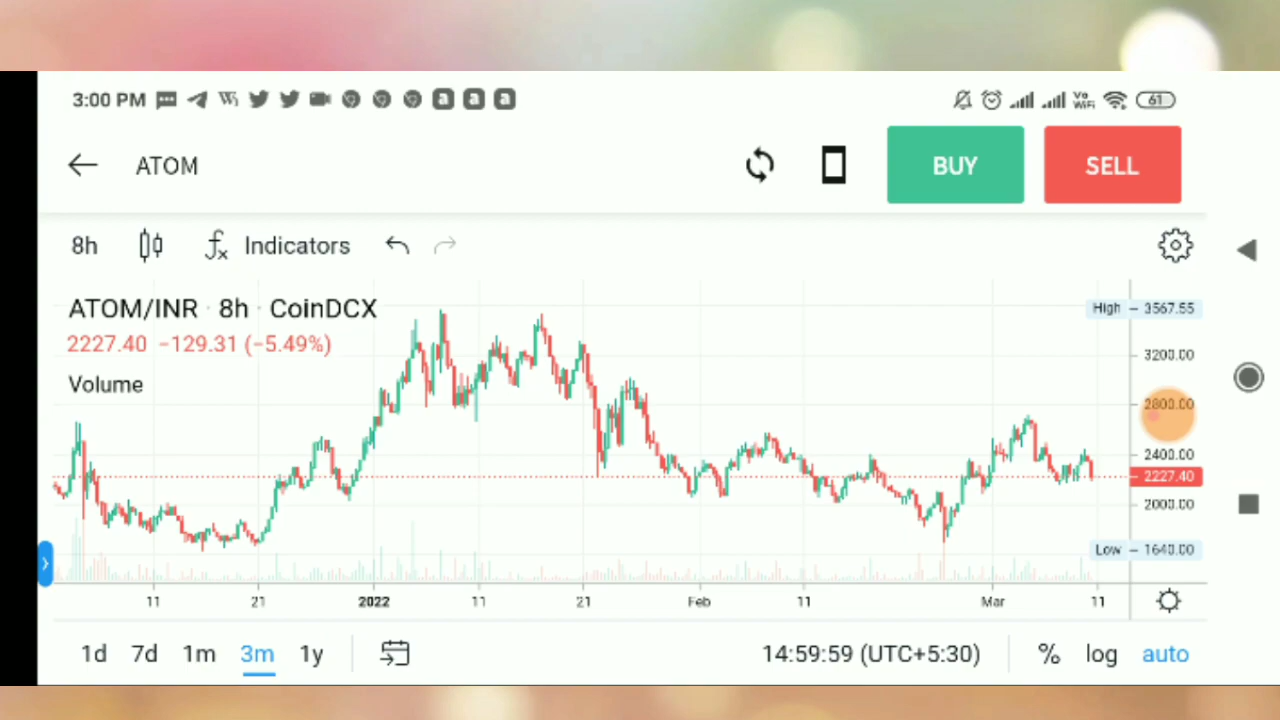 3:00 PM
Vo WiFi 61
ATOM
BUY
SELL
8h
Indicators
ATOM/INR · 8h · CoinDCX
2227.40 −129.31 (−5.49%)
Volume
High 3567.55
3200.00
2800.00
2400.00
2227.40
2000.00
Low 1640.00
11 21 2022 11 21 Feb 11 Mar 11
1d 7d 1m 3m 1y
14:59:59 (UTC+5:30)
% log auto